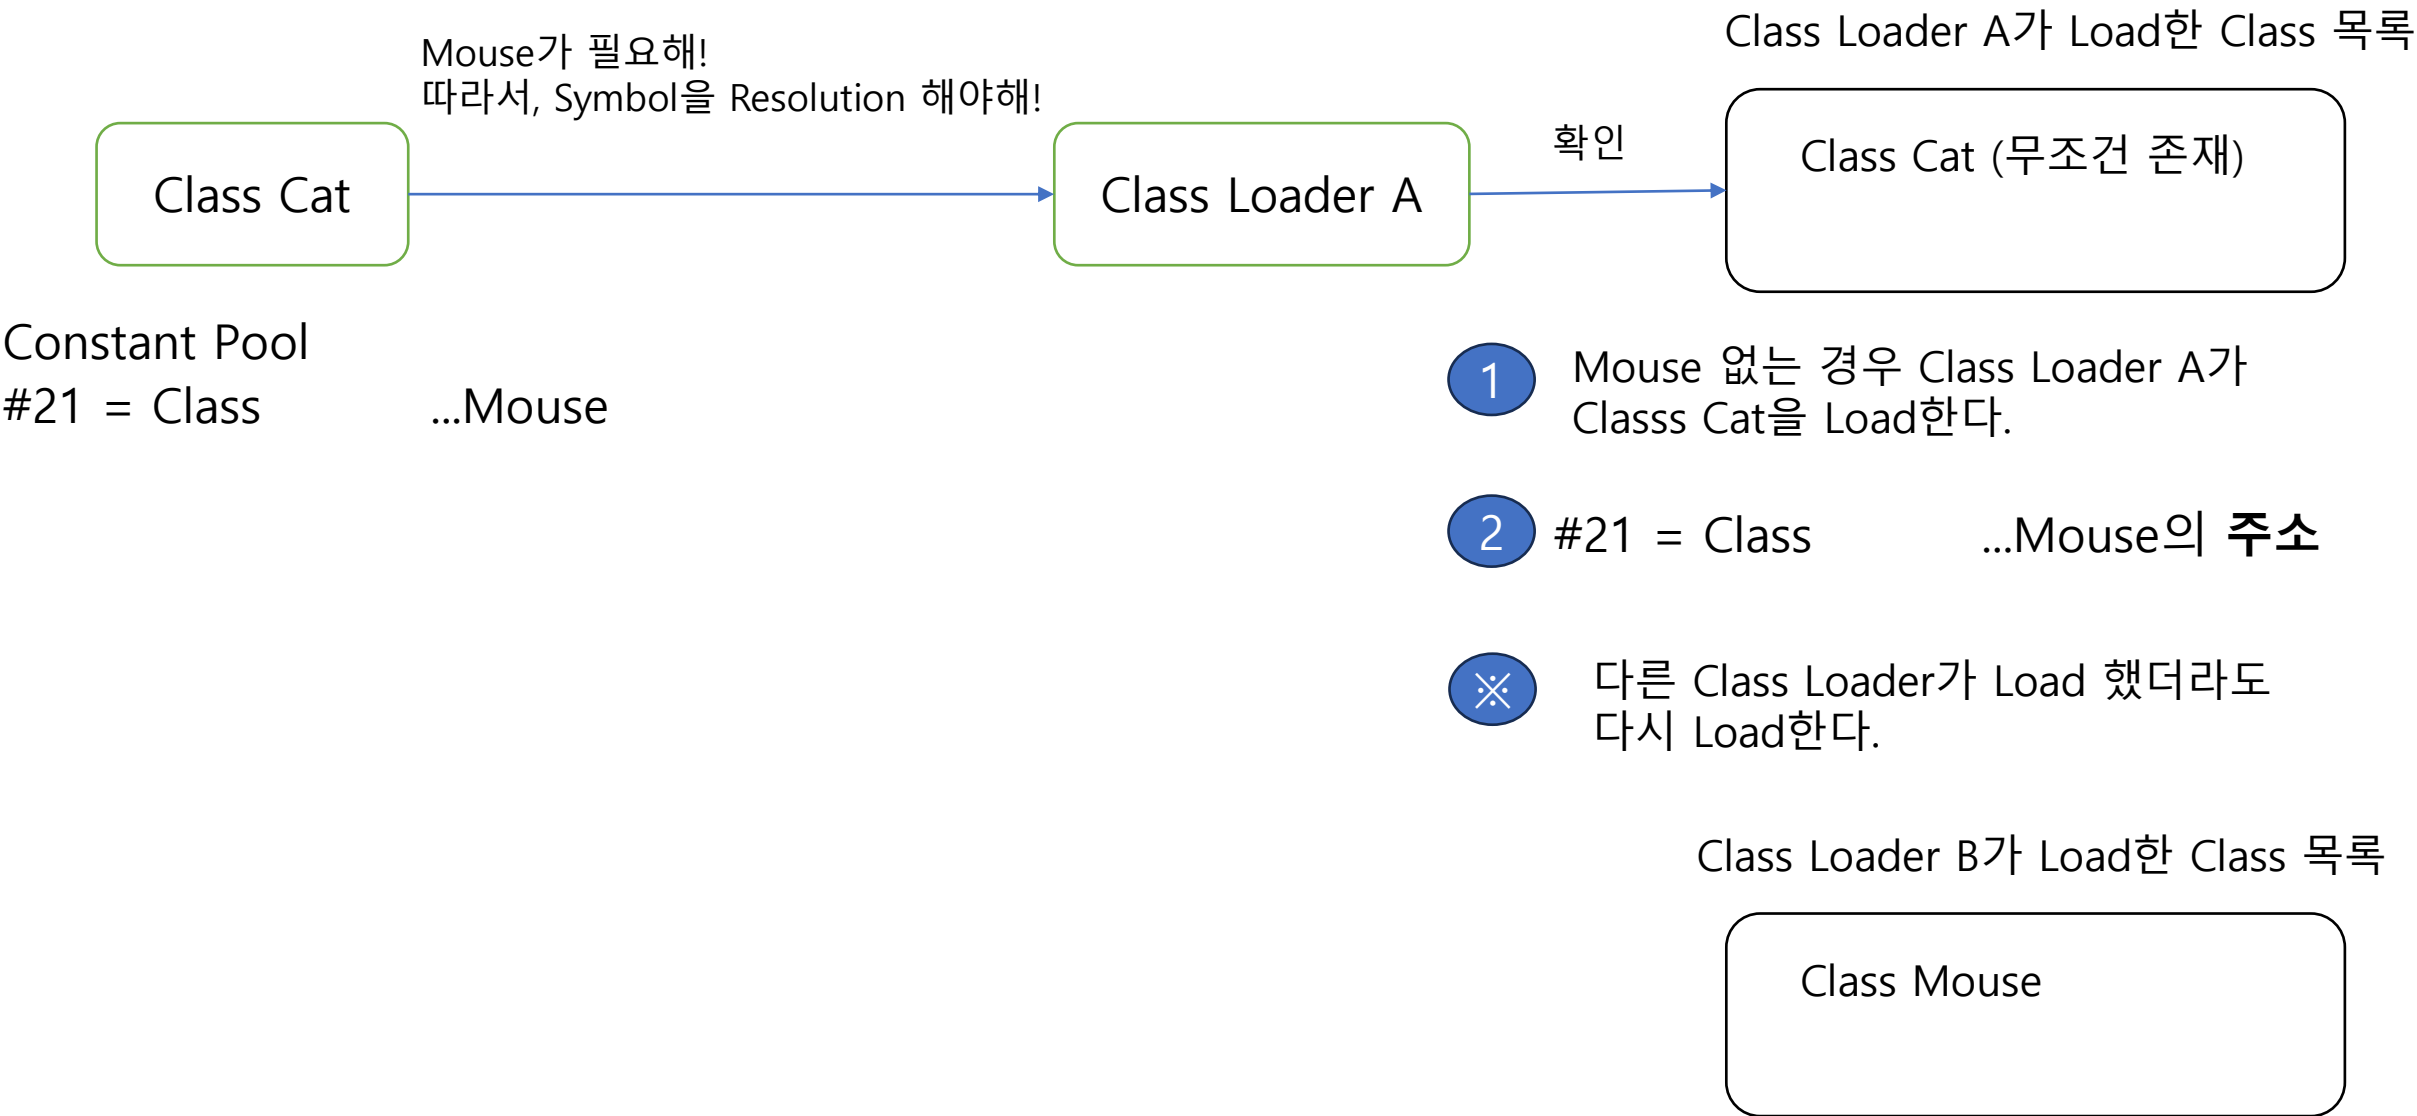 Class Loader A가 Load한 Class 목록
Mouse가 필요해!
따라서, Symbol을 Resolution 해야해!
Class Cat
Class Loader A
확인
Class Cat (무조건 존재)
Constant Pool
#21 = Class ...Mouse
1 Mouse 없는 경우 Class Loader A가
Classs Cat을 Load한다.
2 #21 = Class ...Mouse의 주소
※ 다른 Class Loader가 Load 했더라도
다시 Load한다.
Class Loader B가 Load한 Class 목록
Class Mouse